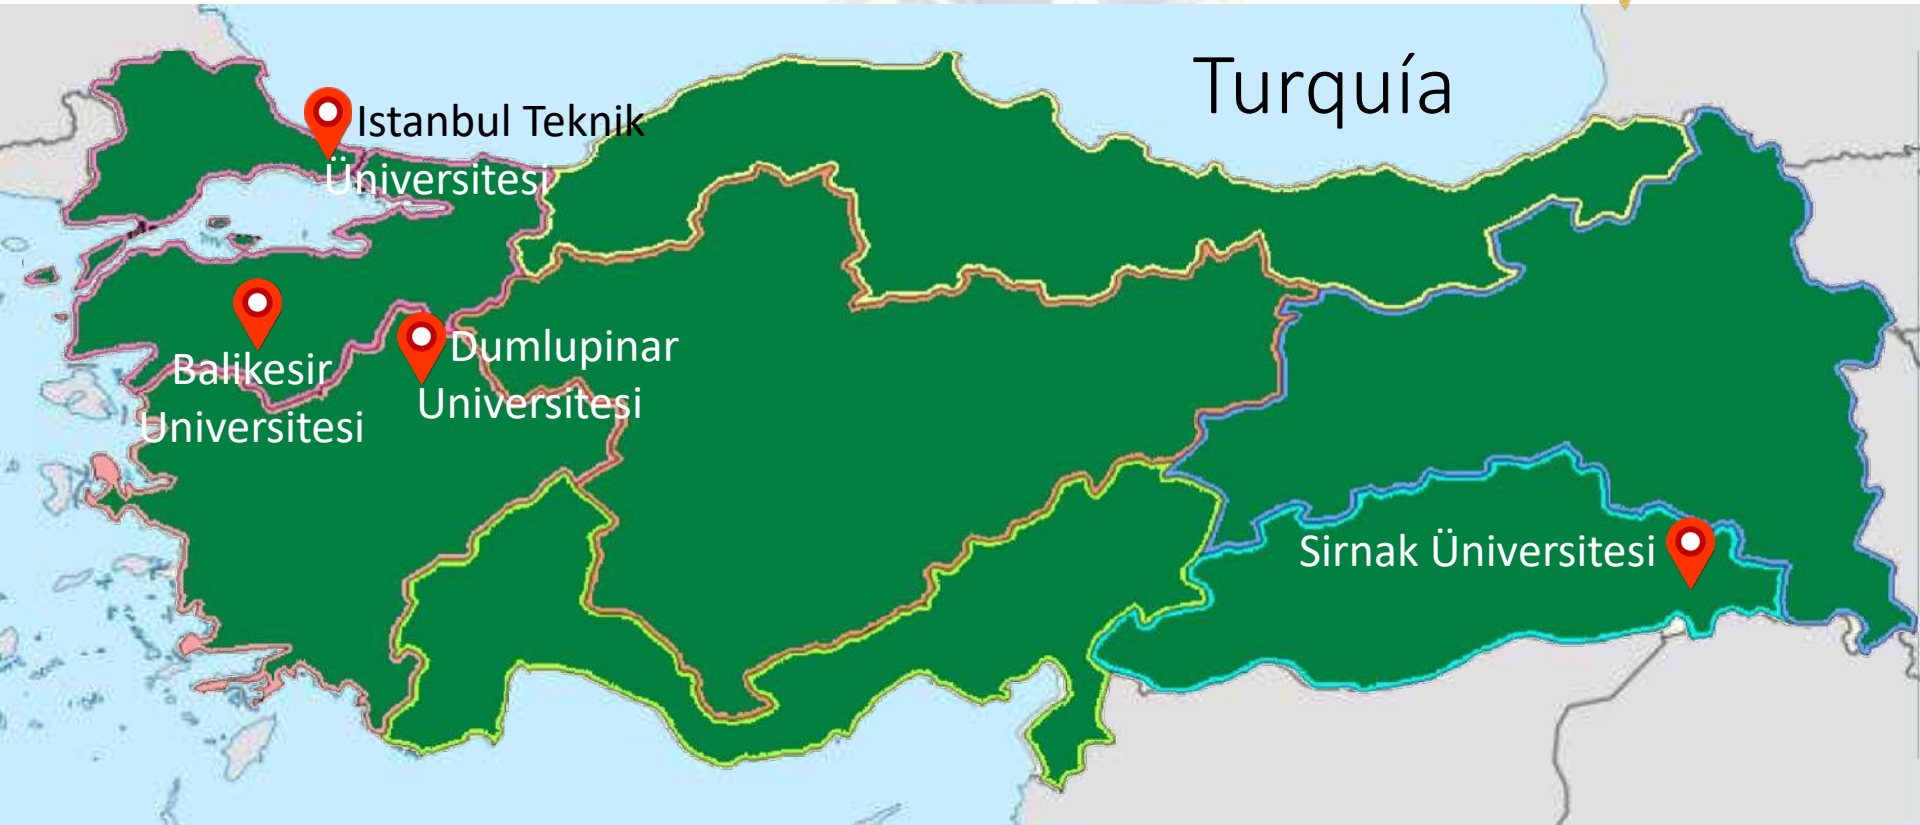 Turquía
Istanbul Teknik
Üniversitesi
Balikesir
Universitesi
Dumlupinar
Universitesi
Sirnak Üniversitesi